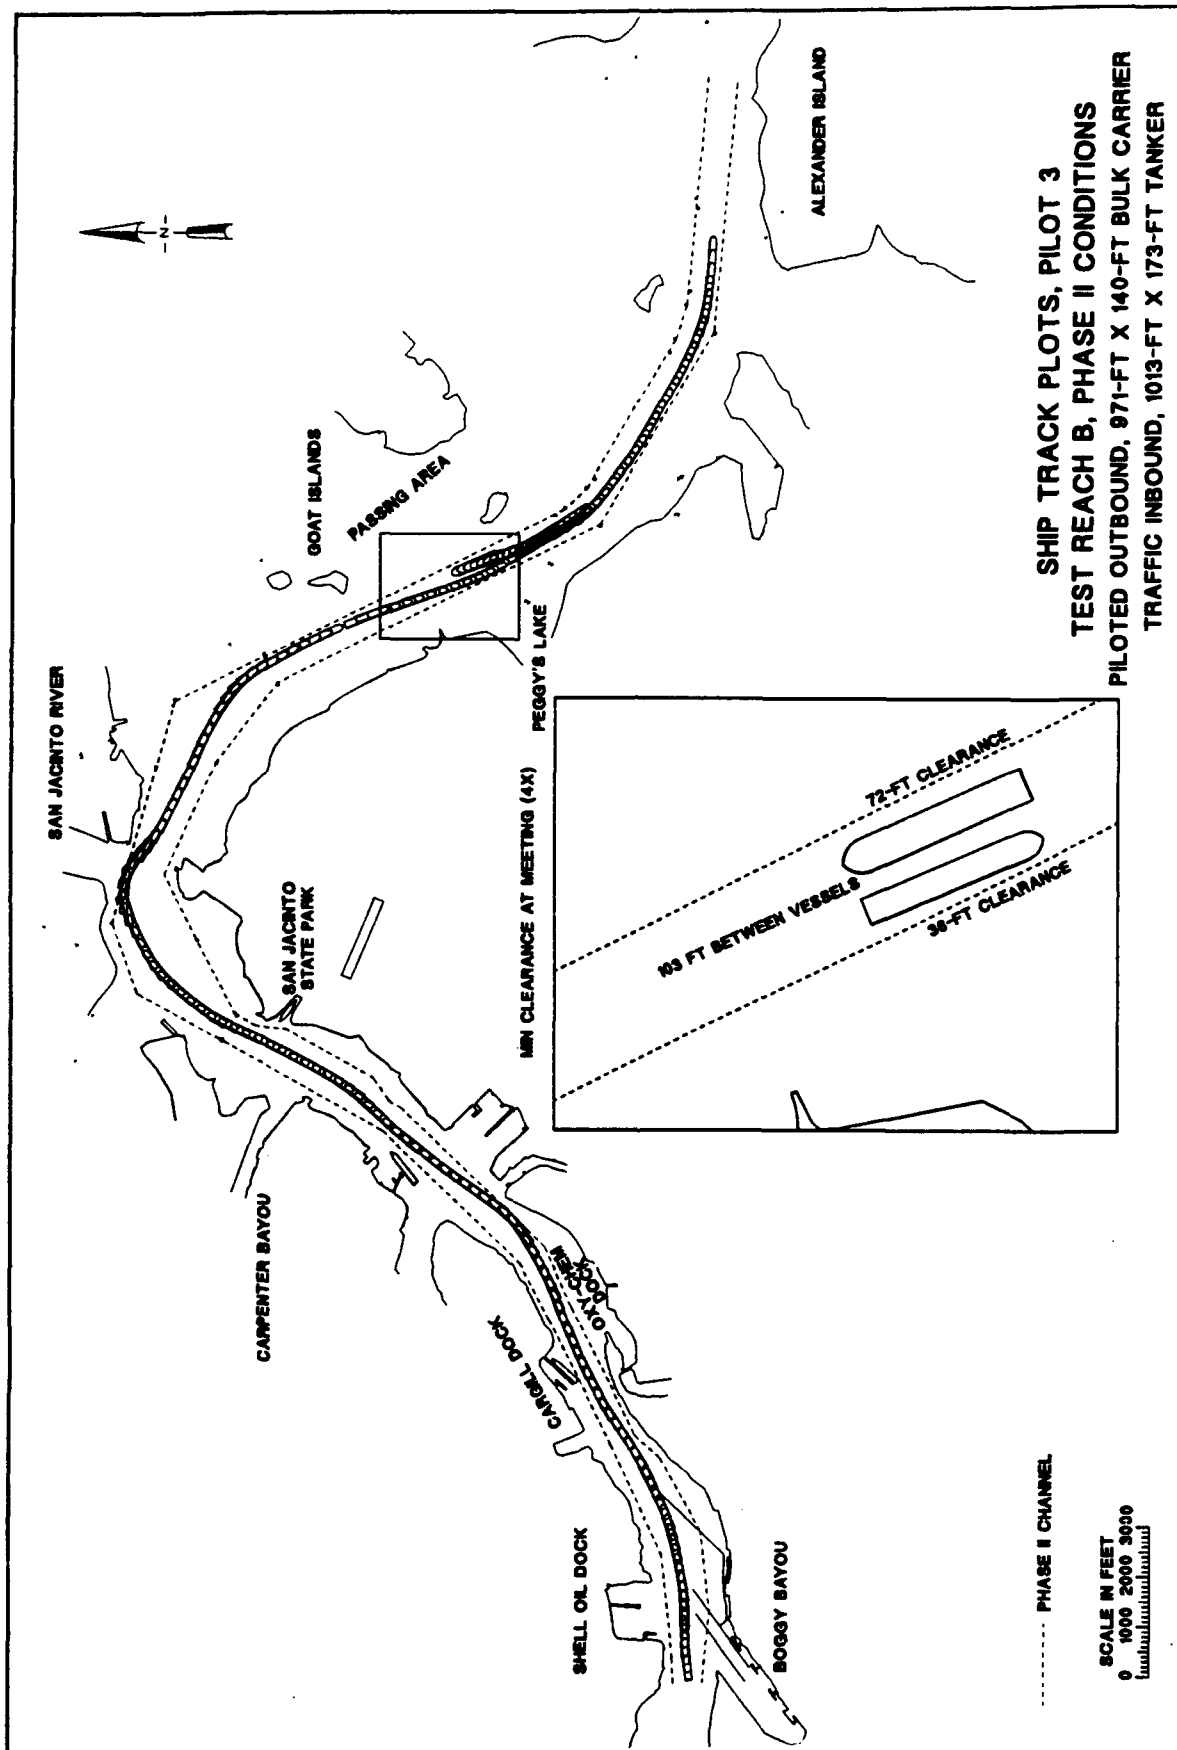 ALEXANDER ISLAND
N
GOAT ISLANDS
PASSING AREA
SAN JACINTO RIVER
PEGGY'S LAKE
SAN JACINTO
STATE PARK
CARPENTER BAYOU
CARGILL DOCK
OXY-CHEM
DOCK
SHELL OIL DOCK
BOGGY BAYOU
MIN CLEARANCE AT MEETING (4X)
72-FT CLEARANCE
103 FT BETWEEN VESSELS
36-FT CLEARANCE
PHASE II CHANNEL
SCALE IN FEET
0 1000 2000 3000
SHIP TRACK PLOTS, PILOT 3
TEST REACH B, PHASE II CONDITIONS
PILOTED OUTBOUND, 971-FT X 140-FT BULK CARRIER
TRAFFIC INBOUND, 1013-FT X 173-FT TANKER